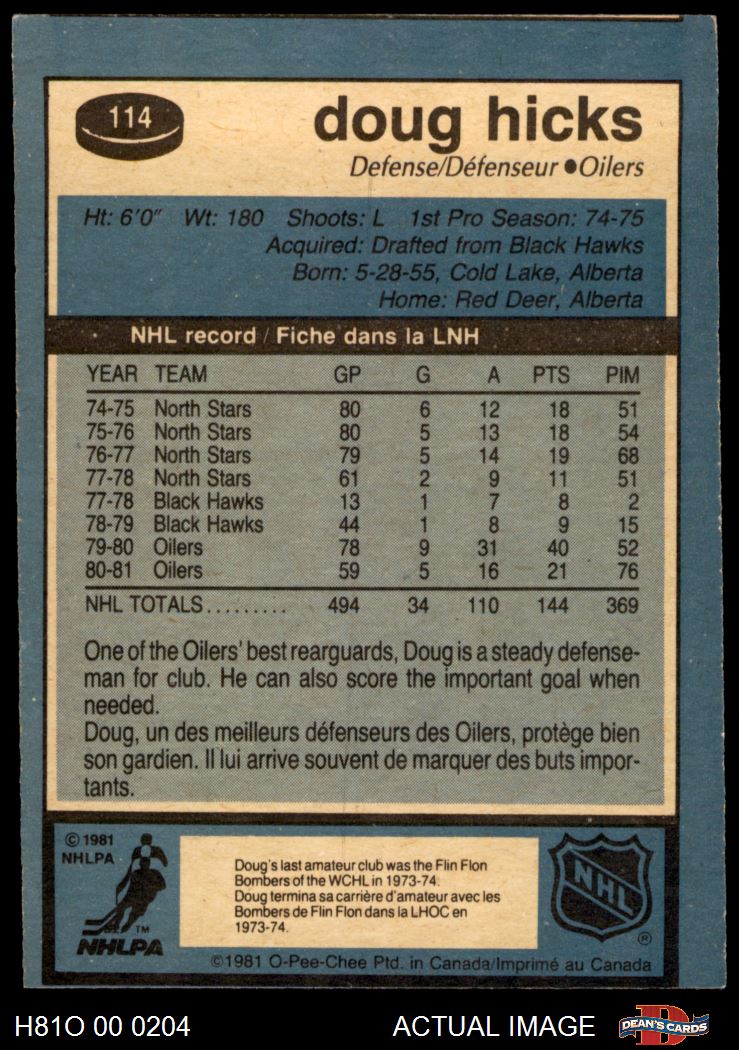 114
doug hicks
Defense/Défenseur ● Oilers
Ht: 6'0" Wt: 180 Shoots: L 1st Pro Season: 74-75
Acquired: Drafted from Black Hawks
Born: 5-28-55, Cold Lake, Alberta
Home: Red Deer, Alberta
NHL record / Fiche dans la LNH
YEAR TEAM GP G A PTS PIM
74-75 North Stars 80 6 12 18 51
75-76 North Stars 80 5 13 18 54
76-77 North Stars 79 5 14 19 68
77-78 North Stars 61 2 9 11 51
77-78 Black Hawks 13 1 7 8 2
78-79 Black Hawks 44 1 8 9 15
79-80 Oilers 78 9 31 40 52
80-81 Oilers 59 5 16 21 76
NHL TOTALS......... 494 34 110 144 369
One of the Oilers' best rearguards, Doug is a steady defense-
man for club. He can also score the important goal when
needed.
Doug, un des meilleurs défenseurs des Oilers, protège bien
son gardien. Il lui arrive souvent de marquer des buts impor-
tants.
© 1981
NHLPA
TM
NHLPA
Doug's last amateur club was the Flin Flon
Bombers of the WCHL in 1973-74.
Doug termina sa carrière d'amateur avec les
Bombers de Flin Flon dans la LHOC en
1973-74.
NHL
®
©1981 O-Pee-Chee Ptd. in Canada/Imprimé au Canada
H81O 00 0204 ACTUAL IMAGE
D
DEAN'S CARDS